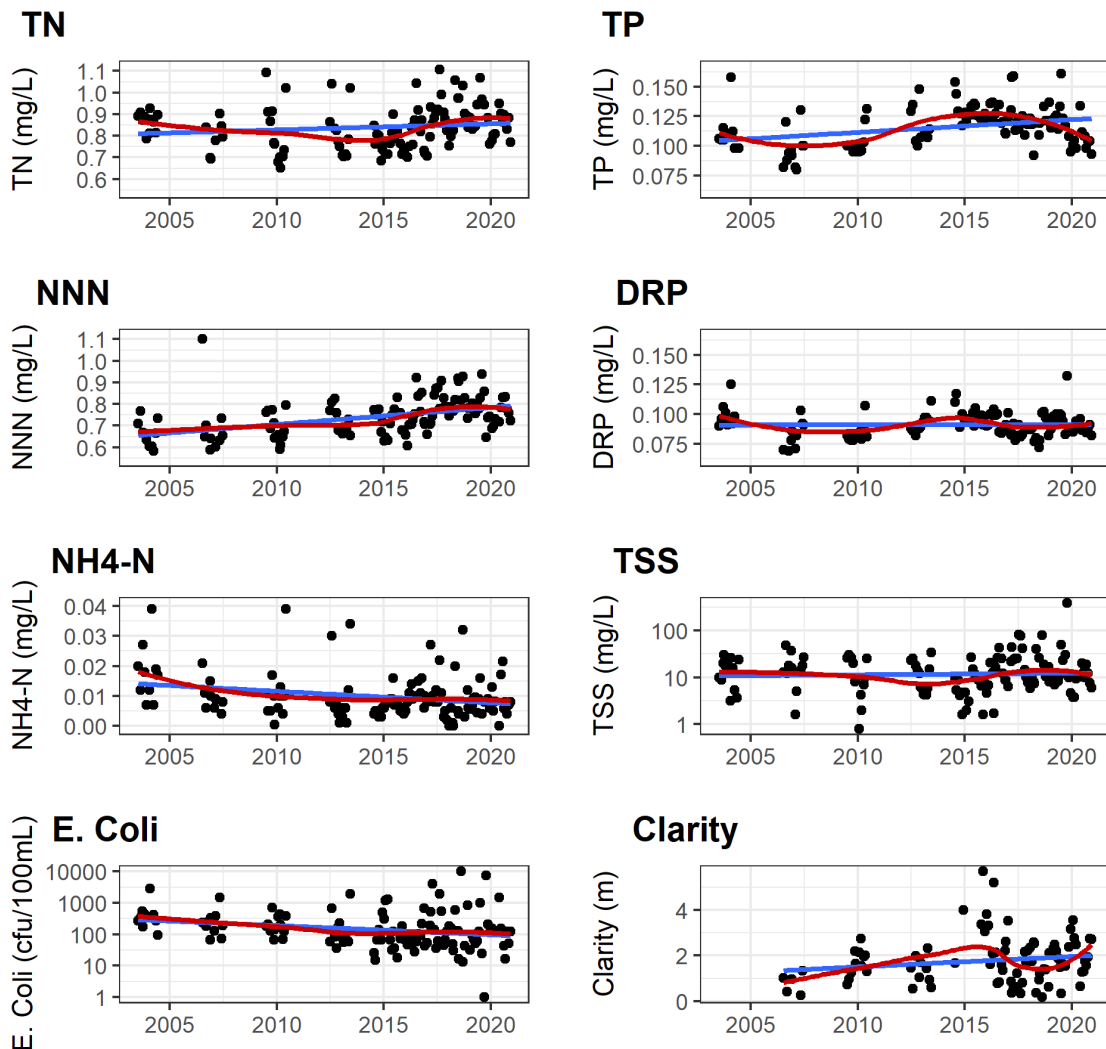 TN
TN (mg/L)
1.1
1.0
0.9
0.8
0.7
0.6
2005 2010 2015 2020
TP
TP (mg/L)
0.150
0.125
0.100
0.075
2005 2010 2015 2020
NNN
NNN (mg/L)
1.1
1.0
0.9
0.8
0.7
0.6
2005 2010 2015 2020
DRP
DRP (mg/L)
0.150
0.125
0.100
0.075
2005 2010 2015 2020
NH4-N
NH4-N (mg/L)
0.04
0.03
0.02
0.01
0.00
2005 2010 2015 2020
TSS
TSS (mg/L)
100
10
1
2005 2010 2015 2020
E. Coli
E. Coli (cfu/100mL)
10000
1000
100
10
1
2005 2010 2015 2020
Clarity
Clarity (m)
4
2
0
2005 2010 2015 2020